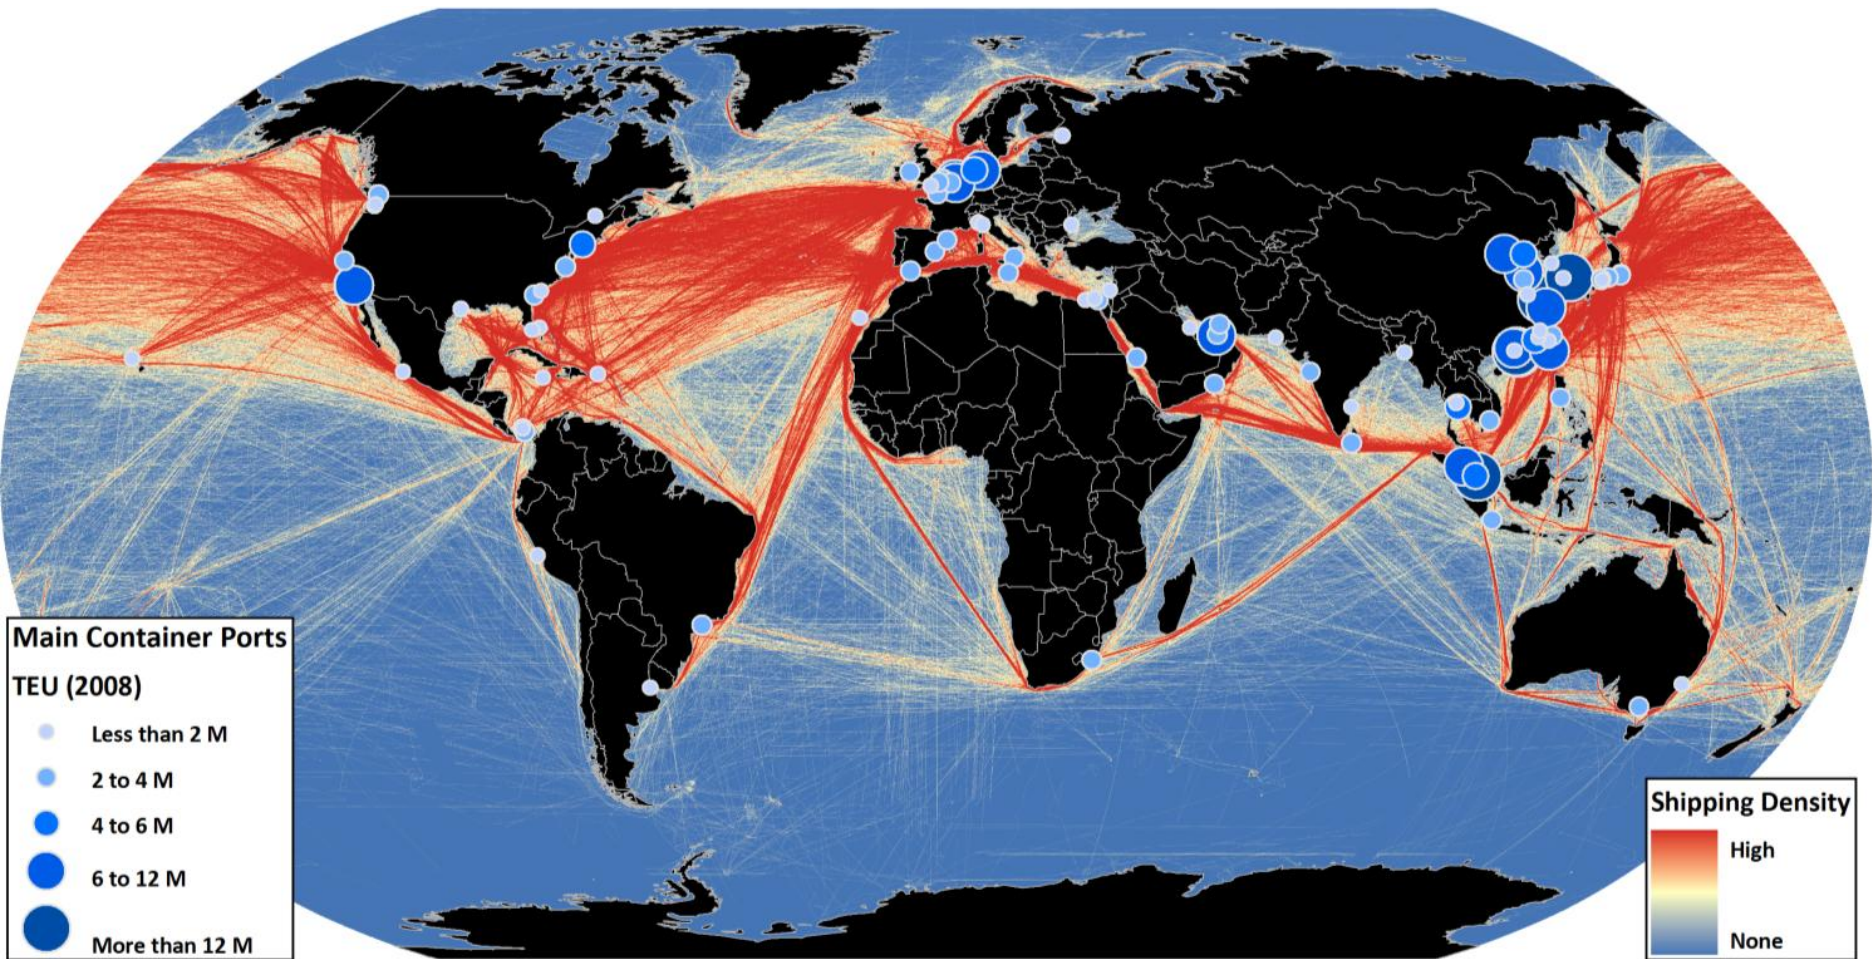 Main Container Ports
TEU (2008)
Less than 2 M
2 to 4 M
4 to 6 M
6 to 12 M
More than 12 M
Shipping Density
High
None